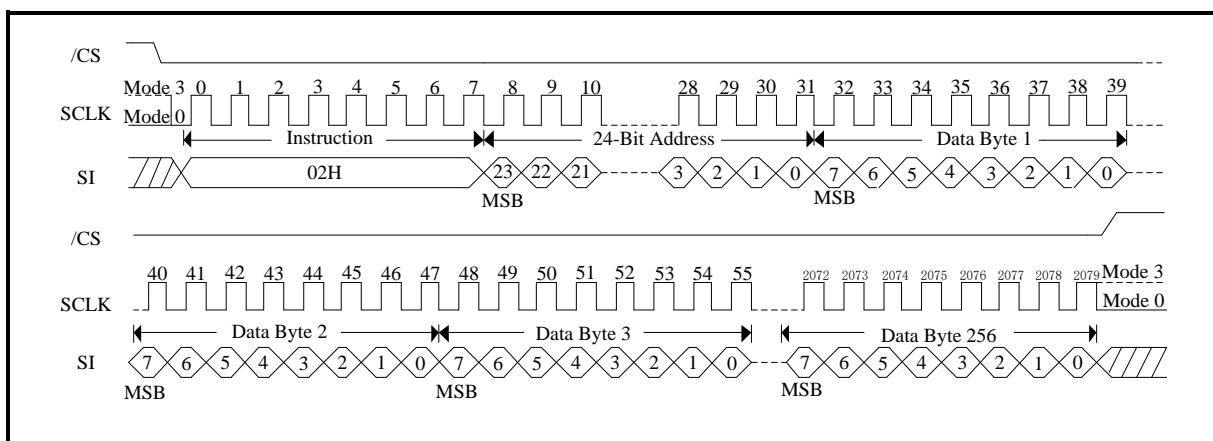 /CS
Mode 3 0 1 2 3 4 5 6 7 8 9 10 28 29 30 31 32 33 34 35 36 37 38 39
SCLK
Mode 0
Instruction 24-Bit Address Data Byte 1
SI 02H 23 22 21 3 2 1 0 7 6 5 4 3 2 1 0
MSB MSB
/CS
40 41 42 43 44 45 46 47 48 49 50 51 52 53 54 55 2072 2073 2074 2075 2076 2077 2078 2079 Mode 3
SCLK Mode 0
Data Byte 2 Data Byte 3 Data Byte 256
SI 7 6 5 4 3 2 1 0 7 6 5 4 3 2 1 0 7 6 5 4 3 2 1 0
MSB MSB MSB